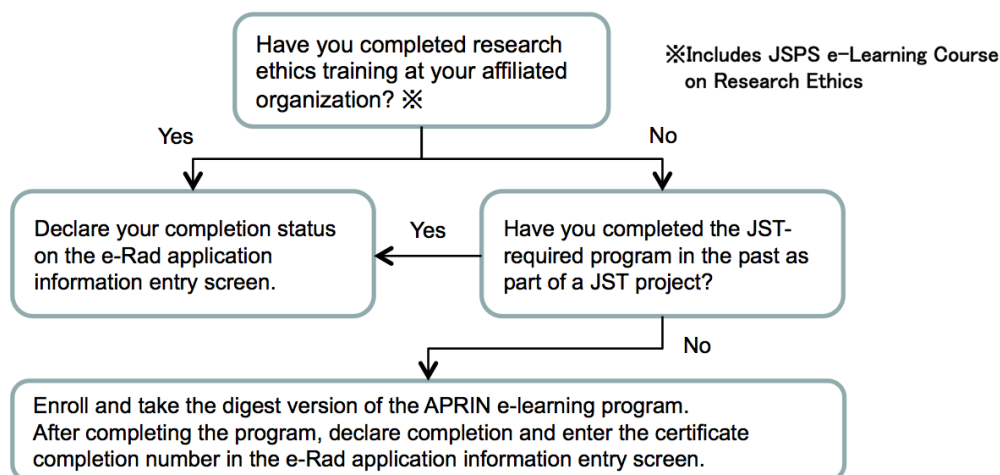 Have you completed research
ethics training at your affiliated
organization? ※
※Includes JSPS e-Learning Course
on Research Ethics
Yes
No
Declare your completion status
on the e-Rad application
information entry screen.
Yes
Have you completed the JST-
required program in the past as
part of a JST project?
No
Enroll and take the digest version of the APRIN e-learning program.
After completing the program, declare completion and enter the certificate
completion number in the e-Rad application information entry screen.